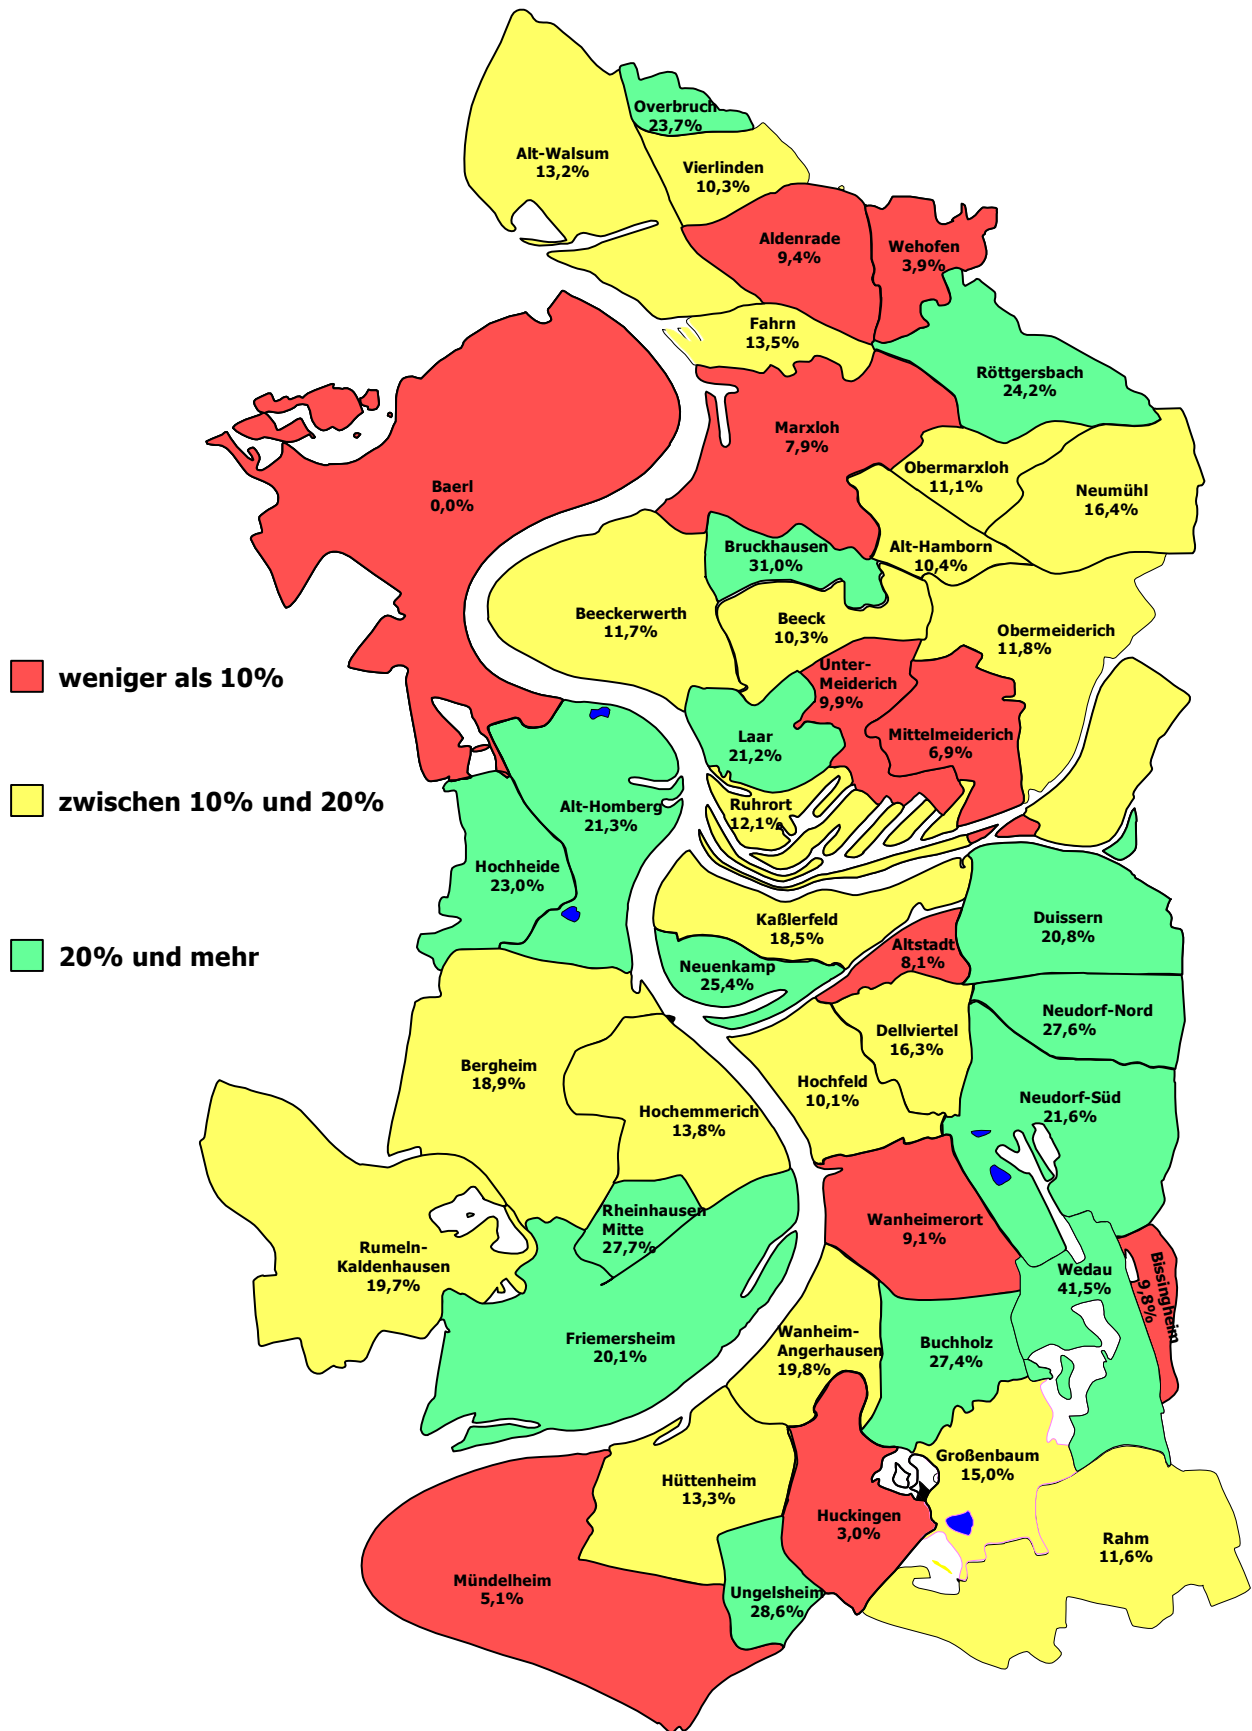 Overbruch
23,7%
Alt-Walsum
13,2%
Vierlinden
10,3%
Aldenrade
9,4%
Wehofen
3,9%
Fahrn
13,5%
Röttgersbach
24,2%
Marxloh
7,9%
Obermarxloh
11,1%
Neumühl
16,4%
Baerl
0,0%
Bruckhausen
31,0%
Alt-Hamborn
10,4%
Beeckerwerth
11,7%
Beeck
10,3%
Obermeiderich
11,8%
Unter-
Meiderich
9,9%
weniger als 10%
Laar
21,2%
Mittelmeiderich
6,9%
zwischen 10% und 20%
Alt-Homberg
21,3%
Ruhrort
12,1%
Hochheide
23,0%
Kaßlerfeld
18,5%
Duissern
20,8%
Altstadt
8,1%
20% und mehr
Neuenkamp
25,4%
Neudorf-Nord
27,6%
Dellviertel
16,3%
Bergheim
18,9%
Hochfeld
10,1%
Hochemmerich
13,8%
Neudorf-Süd
21,6%
Rheinhausen
Mitte
27,7%
Wanheimerort
9,1%
Rumeln-
Kaldenhausen
19,7%
Wedau
41,5%
Bissingheim
9,8%
Friemersheim
20,1%
Wanheim-
Angerhausen
19,8%
Buchholz
27,4%
Großenbaum
15,0%
Hüttenheim
13,3%
Huckingen
3,0%
Rahm
11,6%
Mündelheim
5,1%
Ungelsheim
28,6%